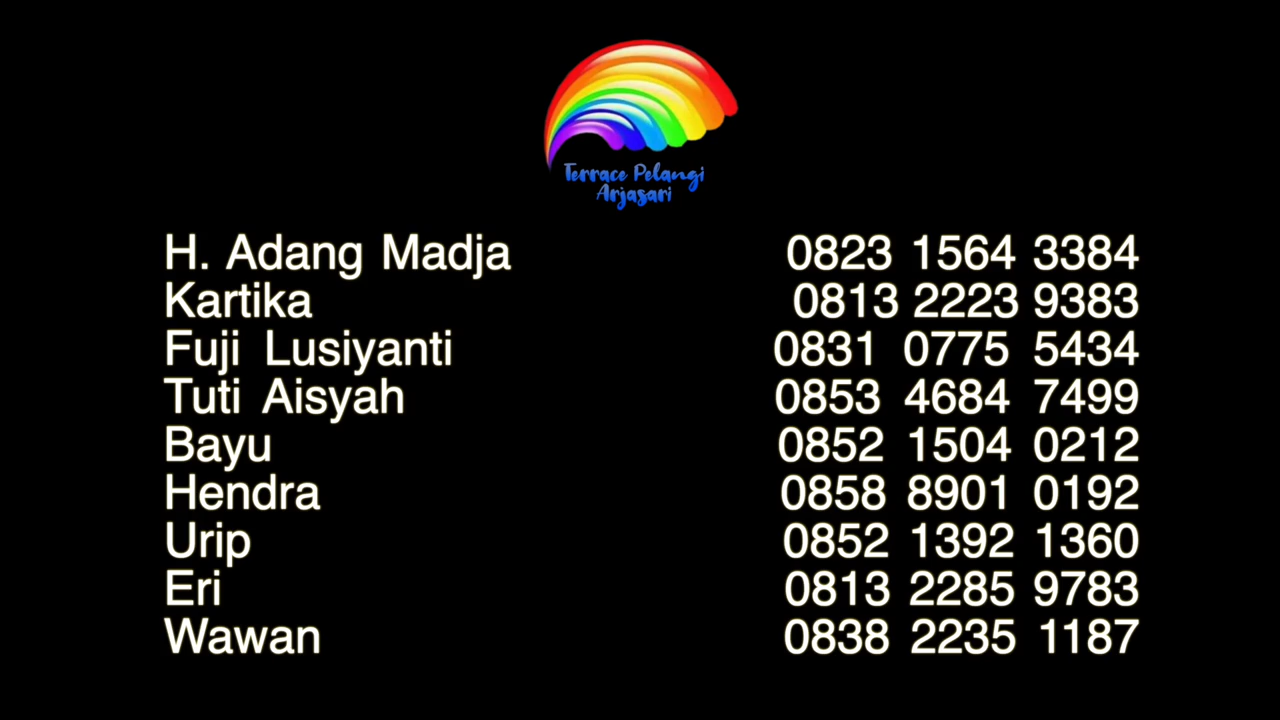 Terrace Pelangi
Arjasari
H. Adang Madja 0823 1564 3384
Kartika 0813 2223 9383
Fuji Lusiyanti 0831 0775 5434
Tuti Aisyah 0853 4684 7499
Bayu 0852 1504 0212
Hendra 0858 8901 0192
Urip 0852 1392 1360
Eri 0813 2285 9783
Wawan 0838 2235 1187